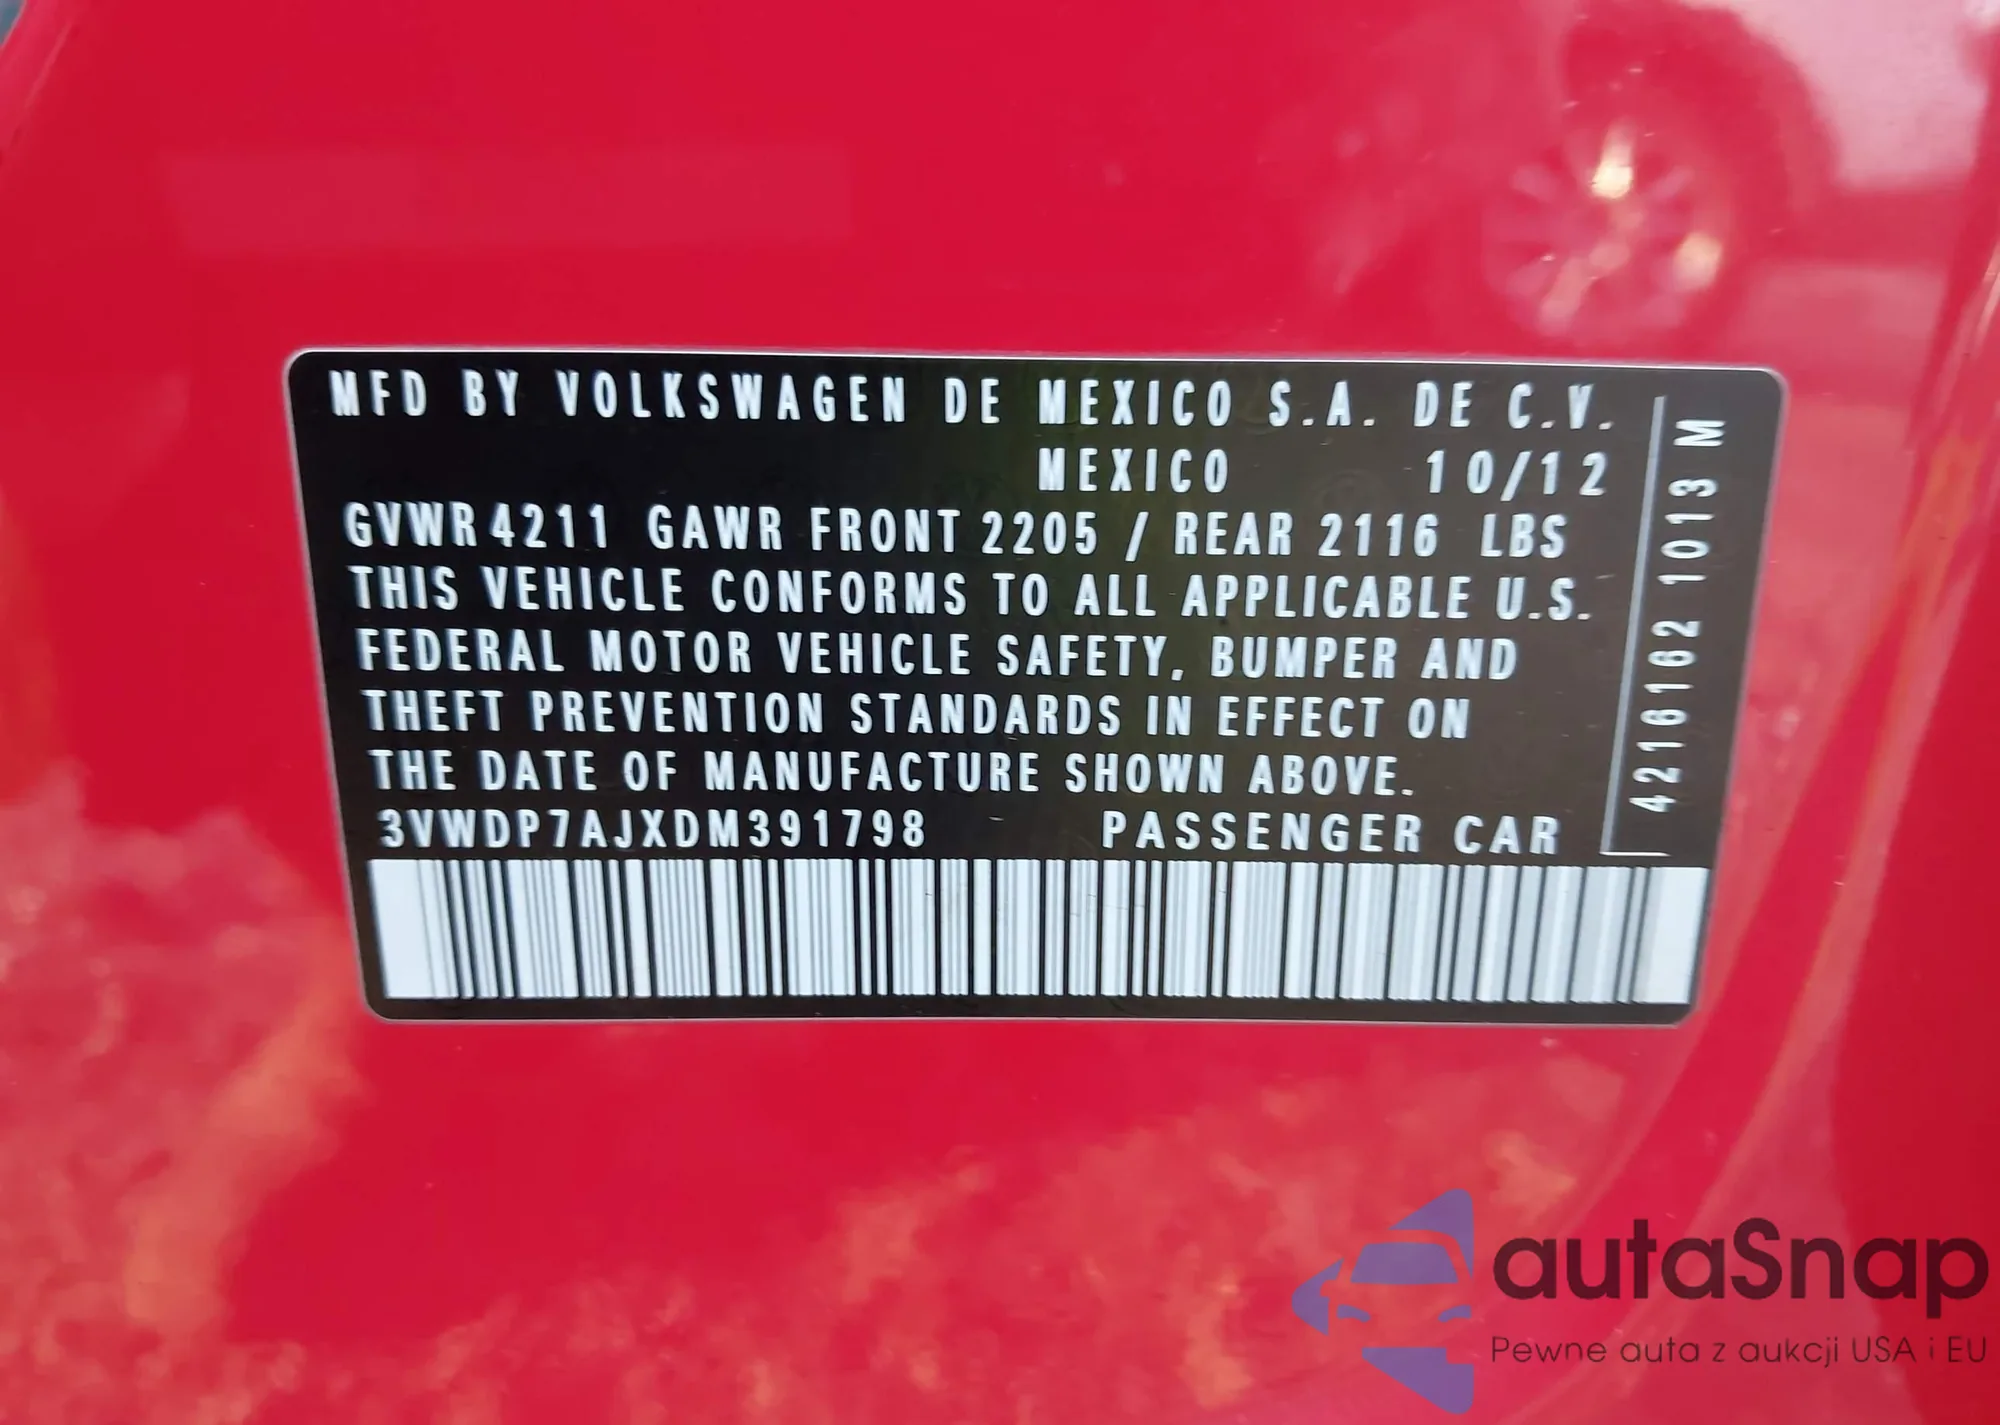 MFD BY VOLKSWAGEN DE MEXICO S.A. DE C.V.
MEXICO 10/12
GVWR 4211 GAWR FRONT 2205 / REAR 2116 LBS
THIS VEHICLE CONFORMS TO ALL APPLICABLE U.S.
FEDERAL MOTOR VEHICLE SAFETY, BUMPER AND
THEFT PREVENTION STANDARDS IN EFFECT ON
THE DATE OF MANUFACTURE SHOWN ABOVE.
3VWDP7AJXDM391798 PASSENGER CAR
4216162 1013 M
autaSnap
Pewne auta z aukcji USA i EU